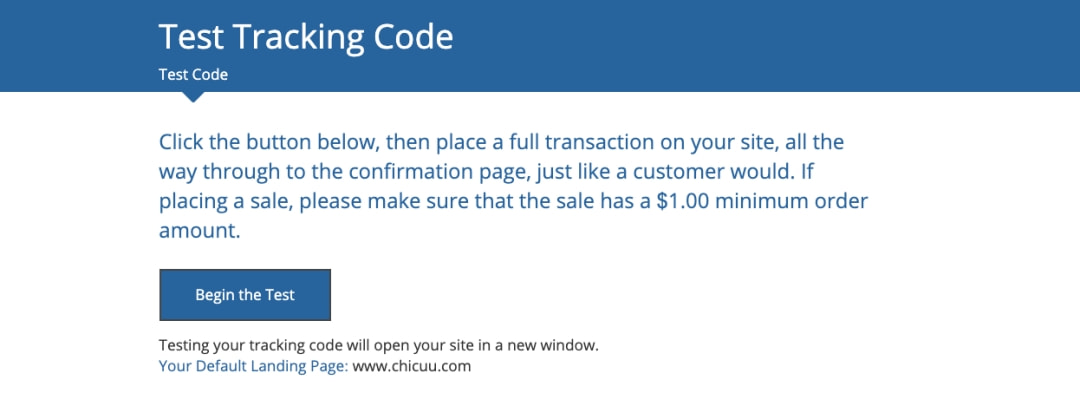 Test Tracking Code
Test Code
Click the button below, then place a full transaction on your site, all the
way through to the confirmation page, just like a customer would. If
placing a sale, please make sure that the sale has a $1.00 minimum order
amount.
Begin the Test
Testing your tracking code will open your site in a new window.
Your Default Landing Page: www.chicuu.com